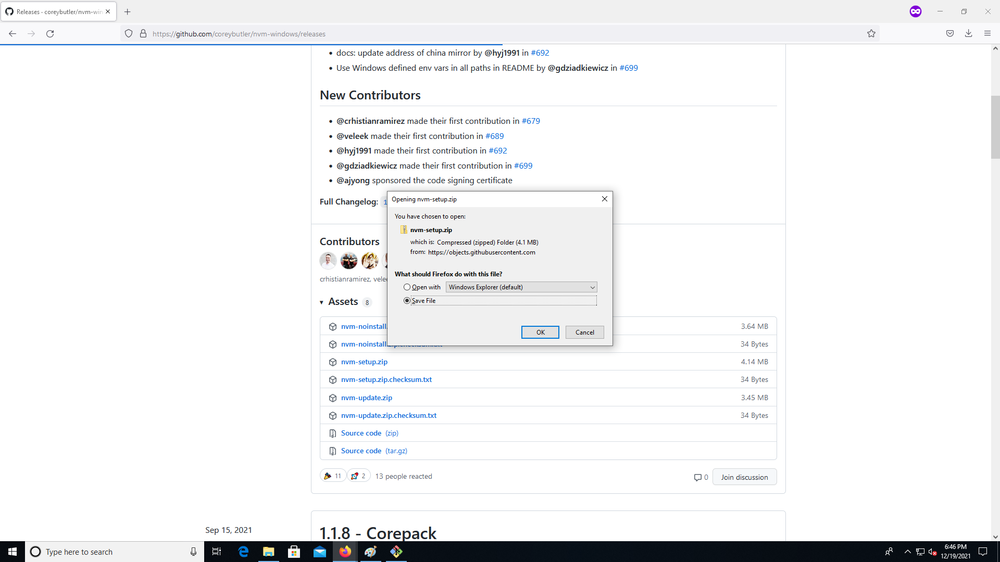 Releases · coreybutler/nvm-win
https://github.com/coreybutler/nvm-windows/releases
docs: update address of china mirror by @hyj1991 in #692
Use Windows defined env vars in all paths in README by @gdziadkiewicz in #699
New Contributors
@crhistianramirez made their first contribution in #679
@veleek made their first contribution in #689
@hyj1991 made their first contribution in #692
@gdziadkiewicz made their first contribution in #699
@ajyong sponsored the code signing certificate
Full Changelog: 1
Opening nvm-setup.zip
You have chosen to open:
nvm-setup.zip
which is: Compressed (zipped) Folder (4.1 MB)
from: https://objects.githubusercontent.com
What should Firefox do with this file?
Open with Windows Explorer (default)
Save File
OK Cancel
Contributors
crhistianramirez, velee
Assets 8
nvm-noinstall. 3.64 MB
nvm-noinstall.zip.checksum.txt 34 Bytes
nvm-setup.zip 4.14 MB
nvm-setup.zip.checksum.txt 34 Bytes
nvm-update.zip 3.45 MB
nvm-update.zip.checksum.txt 34 Bytes
Source code (zip)
Source code (tar.gz)
11 2 13 people reacted 0 Join discussion
Sep 15, 2021
1.1.8 - Corepack
Type here to search
6:46 PM
12/19/2021